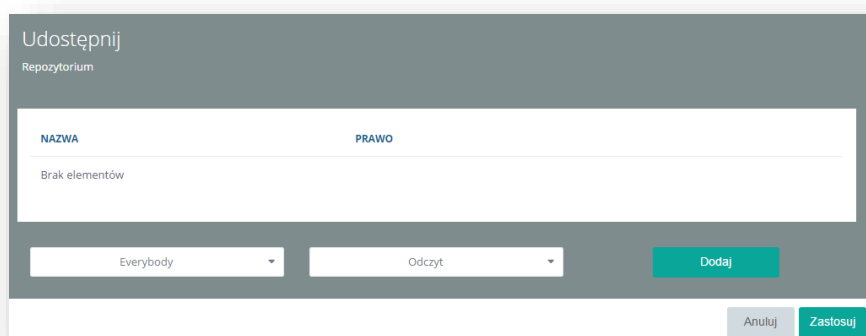 Udostępnij
Repozytorium
NAZWA PRAWO
Brak elementów
Everybody Odczyt Dodaj
Anuluj Zastosuj